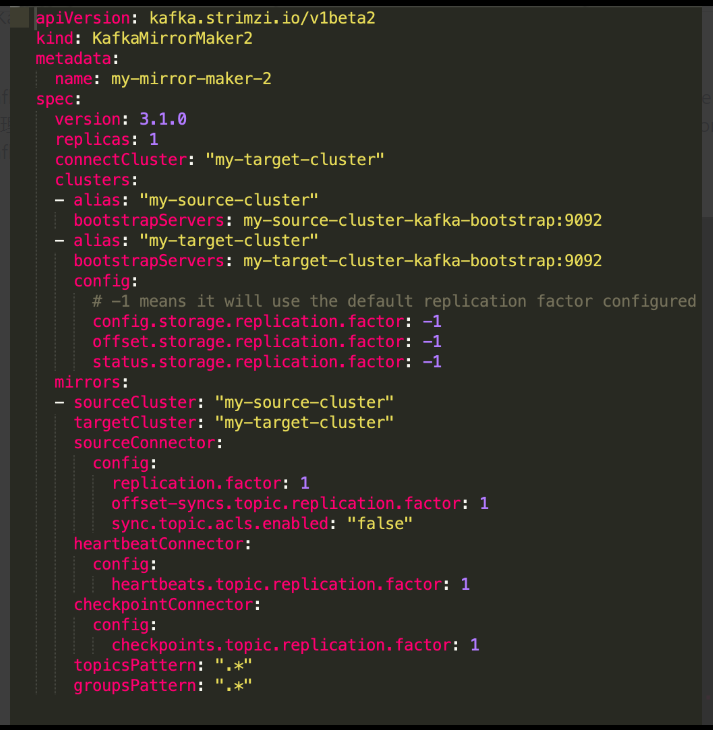 apiVersion: kafka.strimzi.io/v1beta2
kind: KafkaMirrorMaker2
metadata:
  name: my-mirror-maker-2
spec:
  version: 3.1.0
  replicas: 1
  connectCluster: "my-target-cluster"
  clusters:
  - alias: "my-source-cluster"
    bootstrapServers: my-source-cluster-kafka-bootstrap:9092
  - alias: "my-target-cluster"
    bootstrapServers: my-target-cluster-kafka-bootstrap:9092
    config:
      # -1 means it will use the default replication factor configured
      config.storage.replication.factor: -1
      offset.storage.replication.factor: -1
      status.storage.replication.factor: -1
  mirrors:
  - sourceCluster: "my-source-cluster"
    targetCluster: "my-target-cluster"
    sourceConnector:
      config:
        replication.factor: 1
        offset-syncs.topic.replication.factor: 1
        sync.topic.acls.enabled: "false"
    heartbeatConnector:
      config:
        heartbeats.topic.replication.factor: 1
    checkpointConnector:
      config:
        checkpoints.topic.replication.factor: 1
    topicsPattern: ".*"
    groupsPattern: ".*"